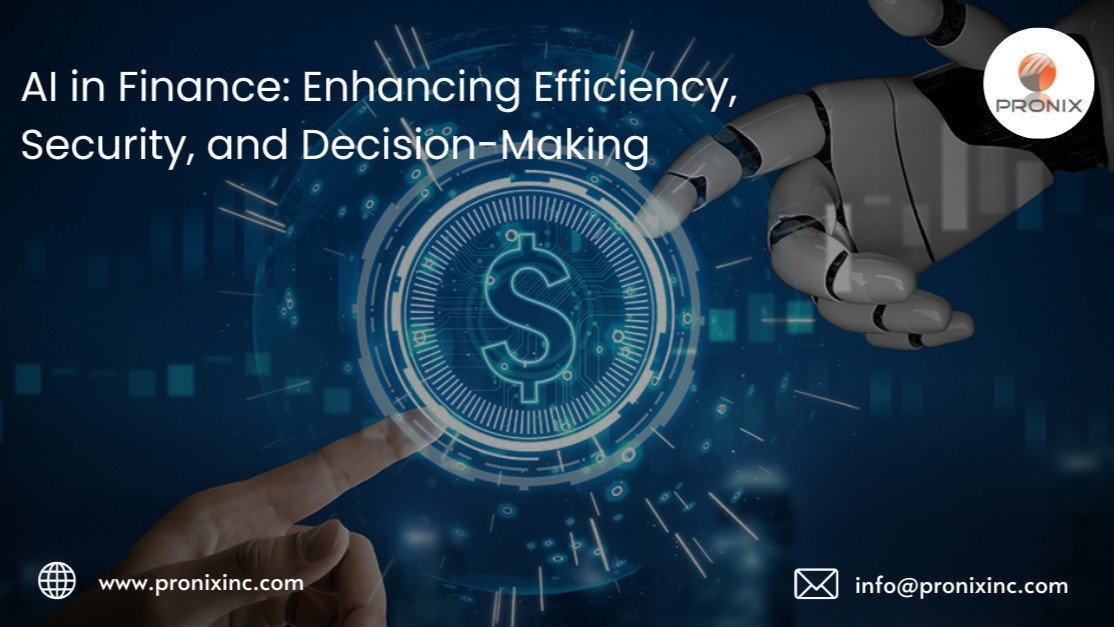 AI in Finance: Enhancing Efficiency,
Security, and Decision-Making
PRONIX
$
www.pronixinc.com
info@pronixinc.com